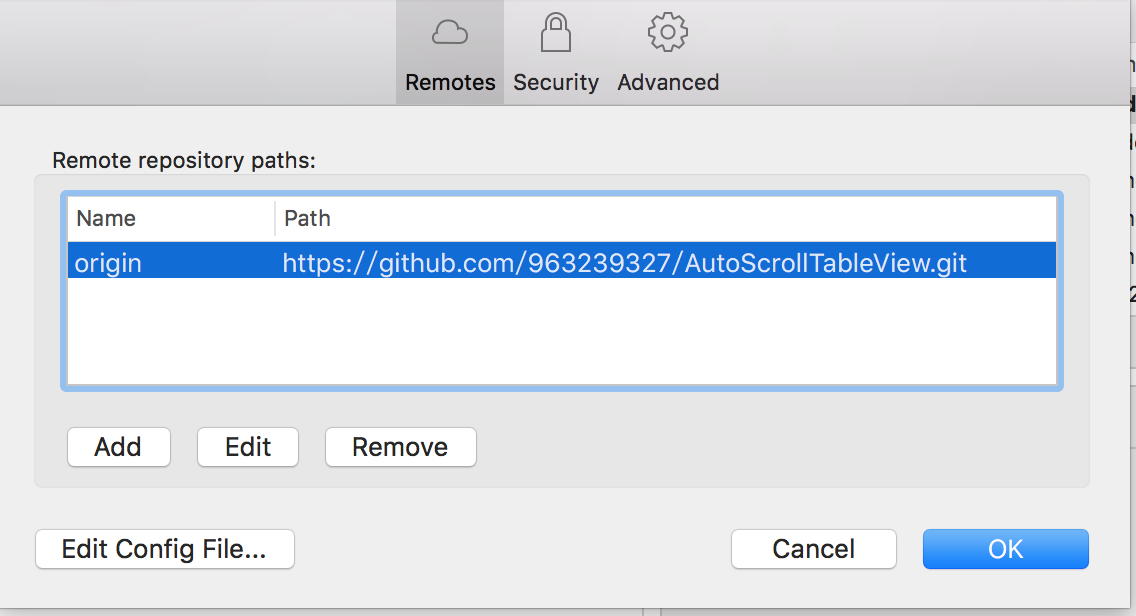 Remotes Security Advanced
Remote repository paths:
Name Path
origin https://github.com/963239327/AutoScrollTableView.git
Add Edit Remove
Edit Config File... Cancel OK